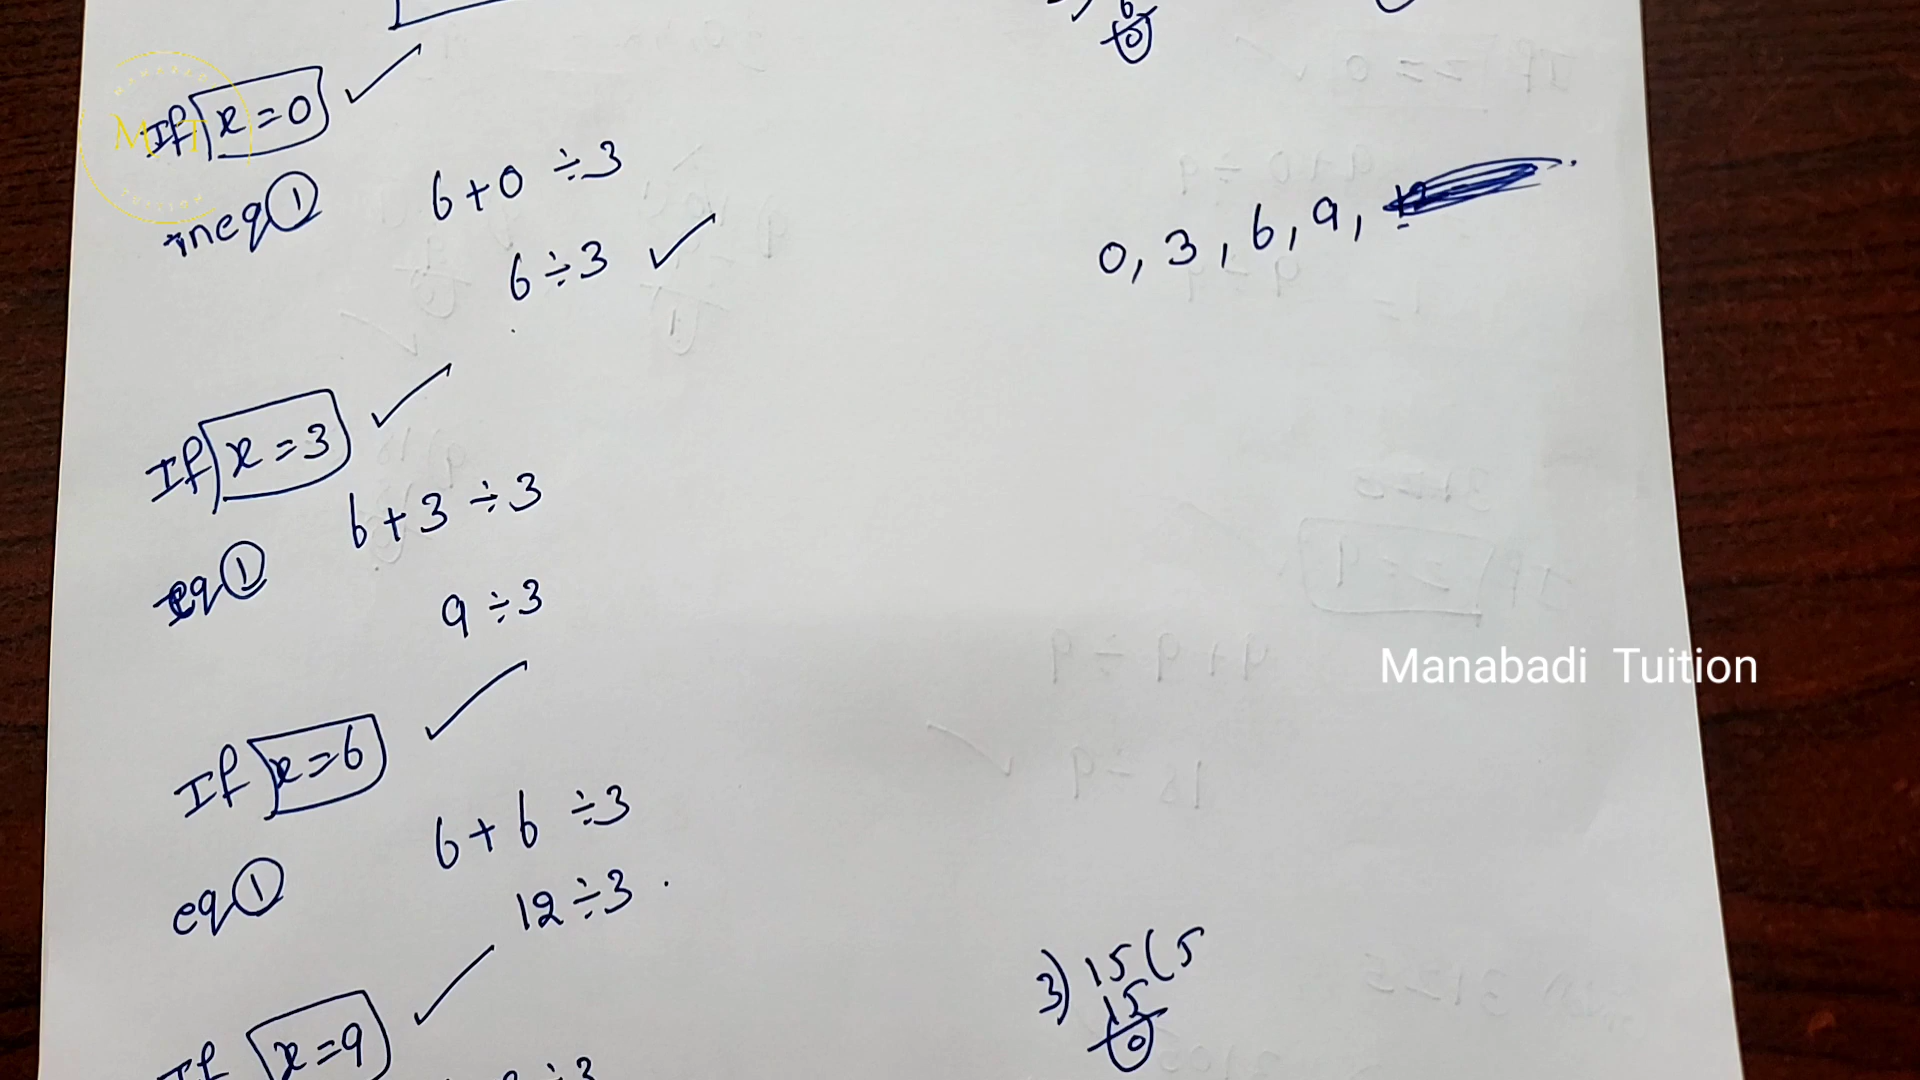 If x=0
in eq ① 6+0 ÷3
6÷3
0, 3, 6, 9,
If x=3
eq ① 6+3 ÷3
9 ÷3
If x=6
eq ① 6+6 ÷3
12÷3.
If x=9
3) 15 (5
15
0
Manabadi Tuition